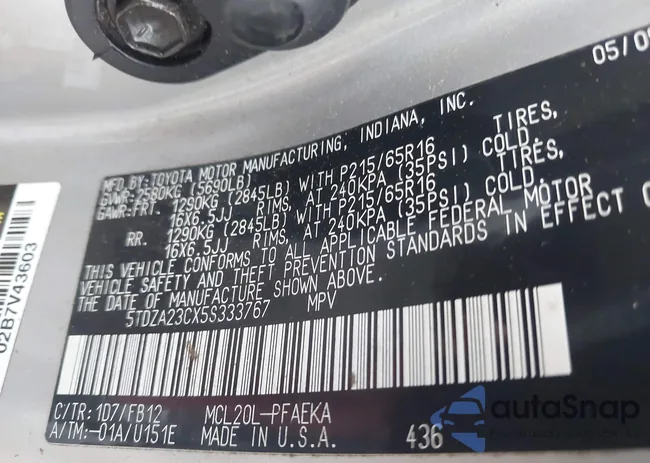 05/0
MFD.BY:TOYOTA MOTOR MANUFACTURING, INDIANA, INC.
GVWR: 2580KG (5690LB)
GAWR:FRT. 1290KG (2845LB) WITH P215/65R16 TIRES,
16X6.5JJ RIMS, AT 240KPA (35PSI) COLD.
RR. 1290KG (2845LB) WITH P215/65R16 TIRES,
16X6.5JJ RIMS, AT 240KPA (35PSI) COLD.
THIS VEHICLE CONFORMS TO ALL APPLICABLE FEDERAL MOTOR
VEHICLE SAFETY AND THEFT PREVENTION STANDARDS IN EFFECT
DATE OF MANUFACTURE SHOWN ABOVE.
5TDZA23CX5S333767 MPV
C/TR: 1D7/FB12 MCL20L-PFAEKA
A/TM:-01A/U151E MADE IN U.S.A. 436
02B7V43603
autoSnap